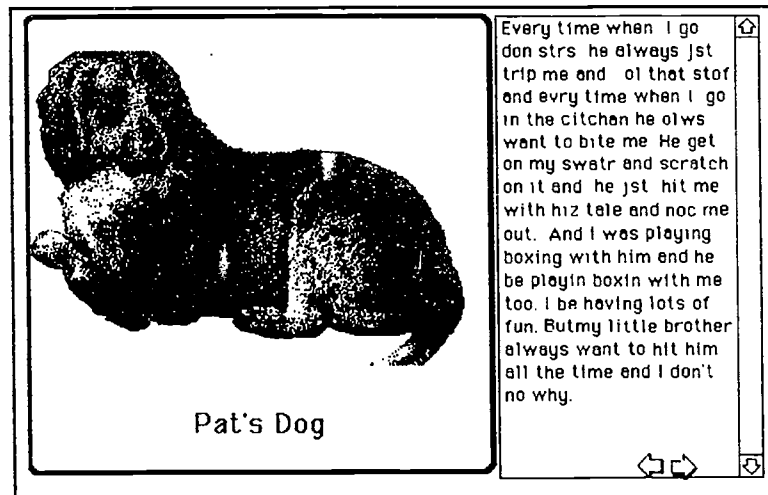 Every time when I go
don strs he always jst
trip me and ol that stof
and evry time when I go
in the citchan he olws
want to bite me He get
on my swatr and scratch
on it and he jst hit me
with hiz tale and noc me
out. And I was playing
boxing with him and he
be playin boxin with me
too. I be having lots of
fun. Butmy little brother
always want to hit him
all the time and I don't
no why.
Pat's Dog